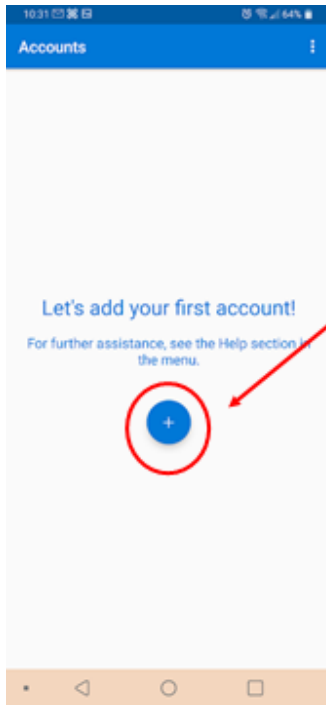 10:31 64%
Accounts
Let's add your first account!
For further assistance, see the Help section in
the menu.
+